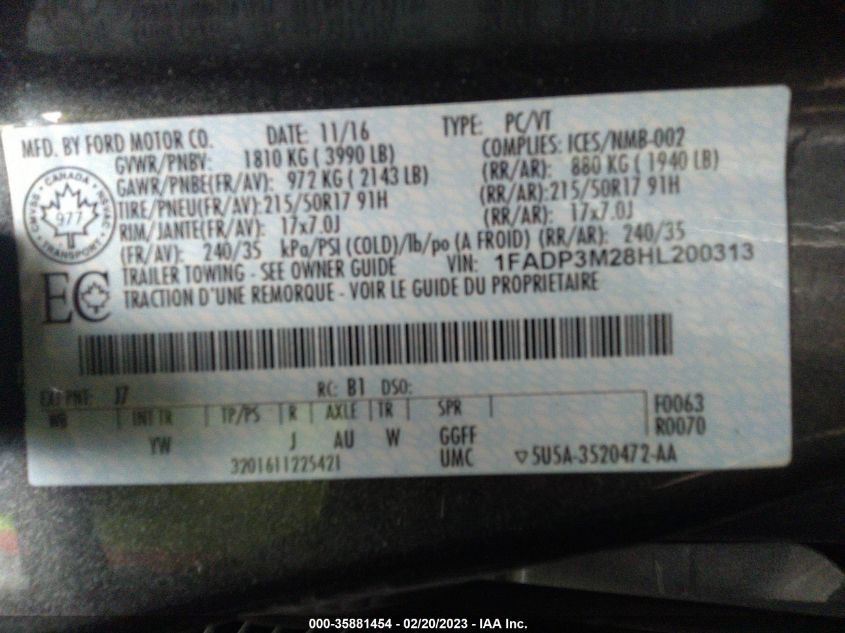 MFD. BY FORD MOTOR CO. DATE: 11/16 TYPE: PC/VT
GVWR/PNBV: 1810 KG ( 3990 LB) COMPLIES: ICES/NMB-002
GAWR/PNBE(FR/AV): 972 KG ( 2143 LB) (RR/AR): 880 KG ( 1940 LB)
TIRE/PNEU(FR/AV): 215/50R17 91H (RR/AR): 215/50R17 91H
RIM/JANTE(FR/AV): 17x7.0J (RR/AR): 17x7.0J
(FR/AV): 240/35 kPa/PSI (COLD)/lb/po (A FROID) (RR/AR): 240/35
TRAILER TOWING - SEE OWNER GUIDE VIN: 1FADP3M28HL200313
TRACTION D'UNE REMORQUE - VOIR LE GUIDE DU PROPRIETAIRE
CANADA
CMVSS NSVAC
977
TRANSPORT
EC
EXT PNT: J7 RC: B1 DSO:
WB INT TR TP/PS R AXLE TR SPR F0063
YW J AU W GGFF R0070
3201611225421 UMC ▽5U5A-3520472-AA
000-35881454 - 02/20/2023 - IAA Inc.